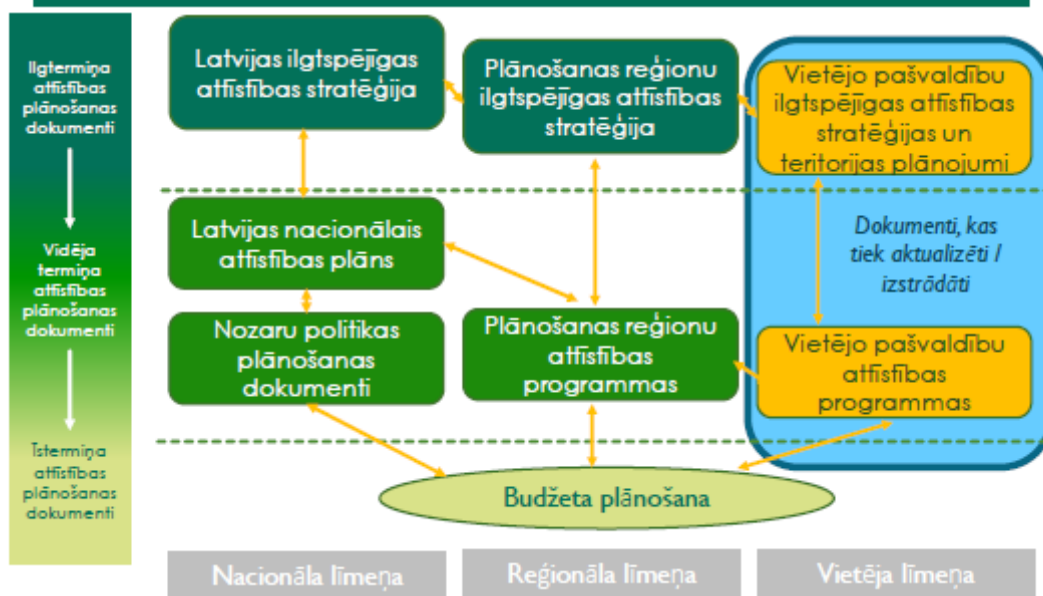 Ilgtermiņa
attīstības
plānošanas
dokumenti
Vidēja
termiņa
attīstības
plānošanas
dokumenti
Īstermiņa
attīstības
plānošanas
dokumenti
Latvijas ilgtspējīgas
attīstības stratēģija
Plānošanas reģionu
ilgtspējīgas attīstības
stratēģija
Vietējo pašvaldību
ilgtspējīgas attīstības
stratēģijas un
teritorijas plānojumi
Latvijas nacionālais
attīstības plāns
Dokumenti, kas
tiek aktualizēti /
izstrādāti
Nozaru politikas
plānošanas
dokumenti
Plānošanas reģionu
attīstības
programmas
Vietējo pašvaldību
attīstības
programmas
Budžeta plānošana
Nacionāla līmeņa
Reģionāla līmeņa
Vietēja līmeņa